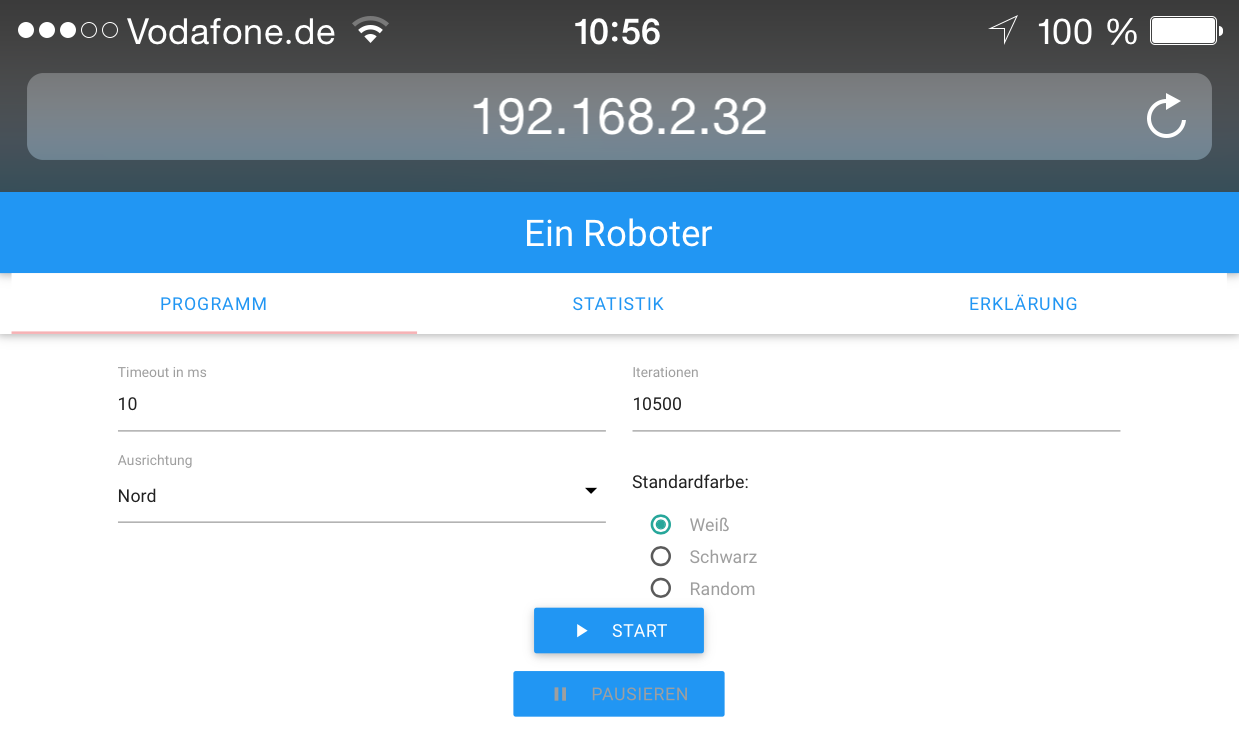 Vodafone.de 10:56 100 %
192.168.2.32
Ein Roboter
PROGRAMM STATISTIK ERKLÄRUNG
Timeout in ms Iterationen
10 10500
Ausrichtung
Standardfarbe:
Nord
Weiß
Schwarz
Random
START
PAUSIEREN